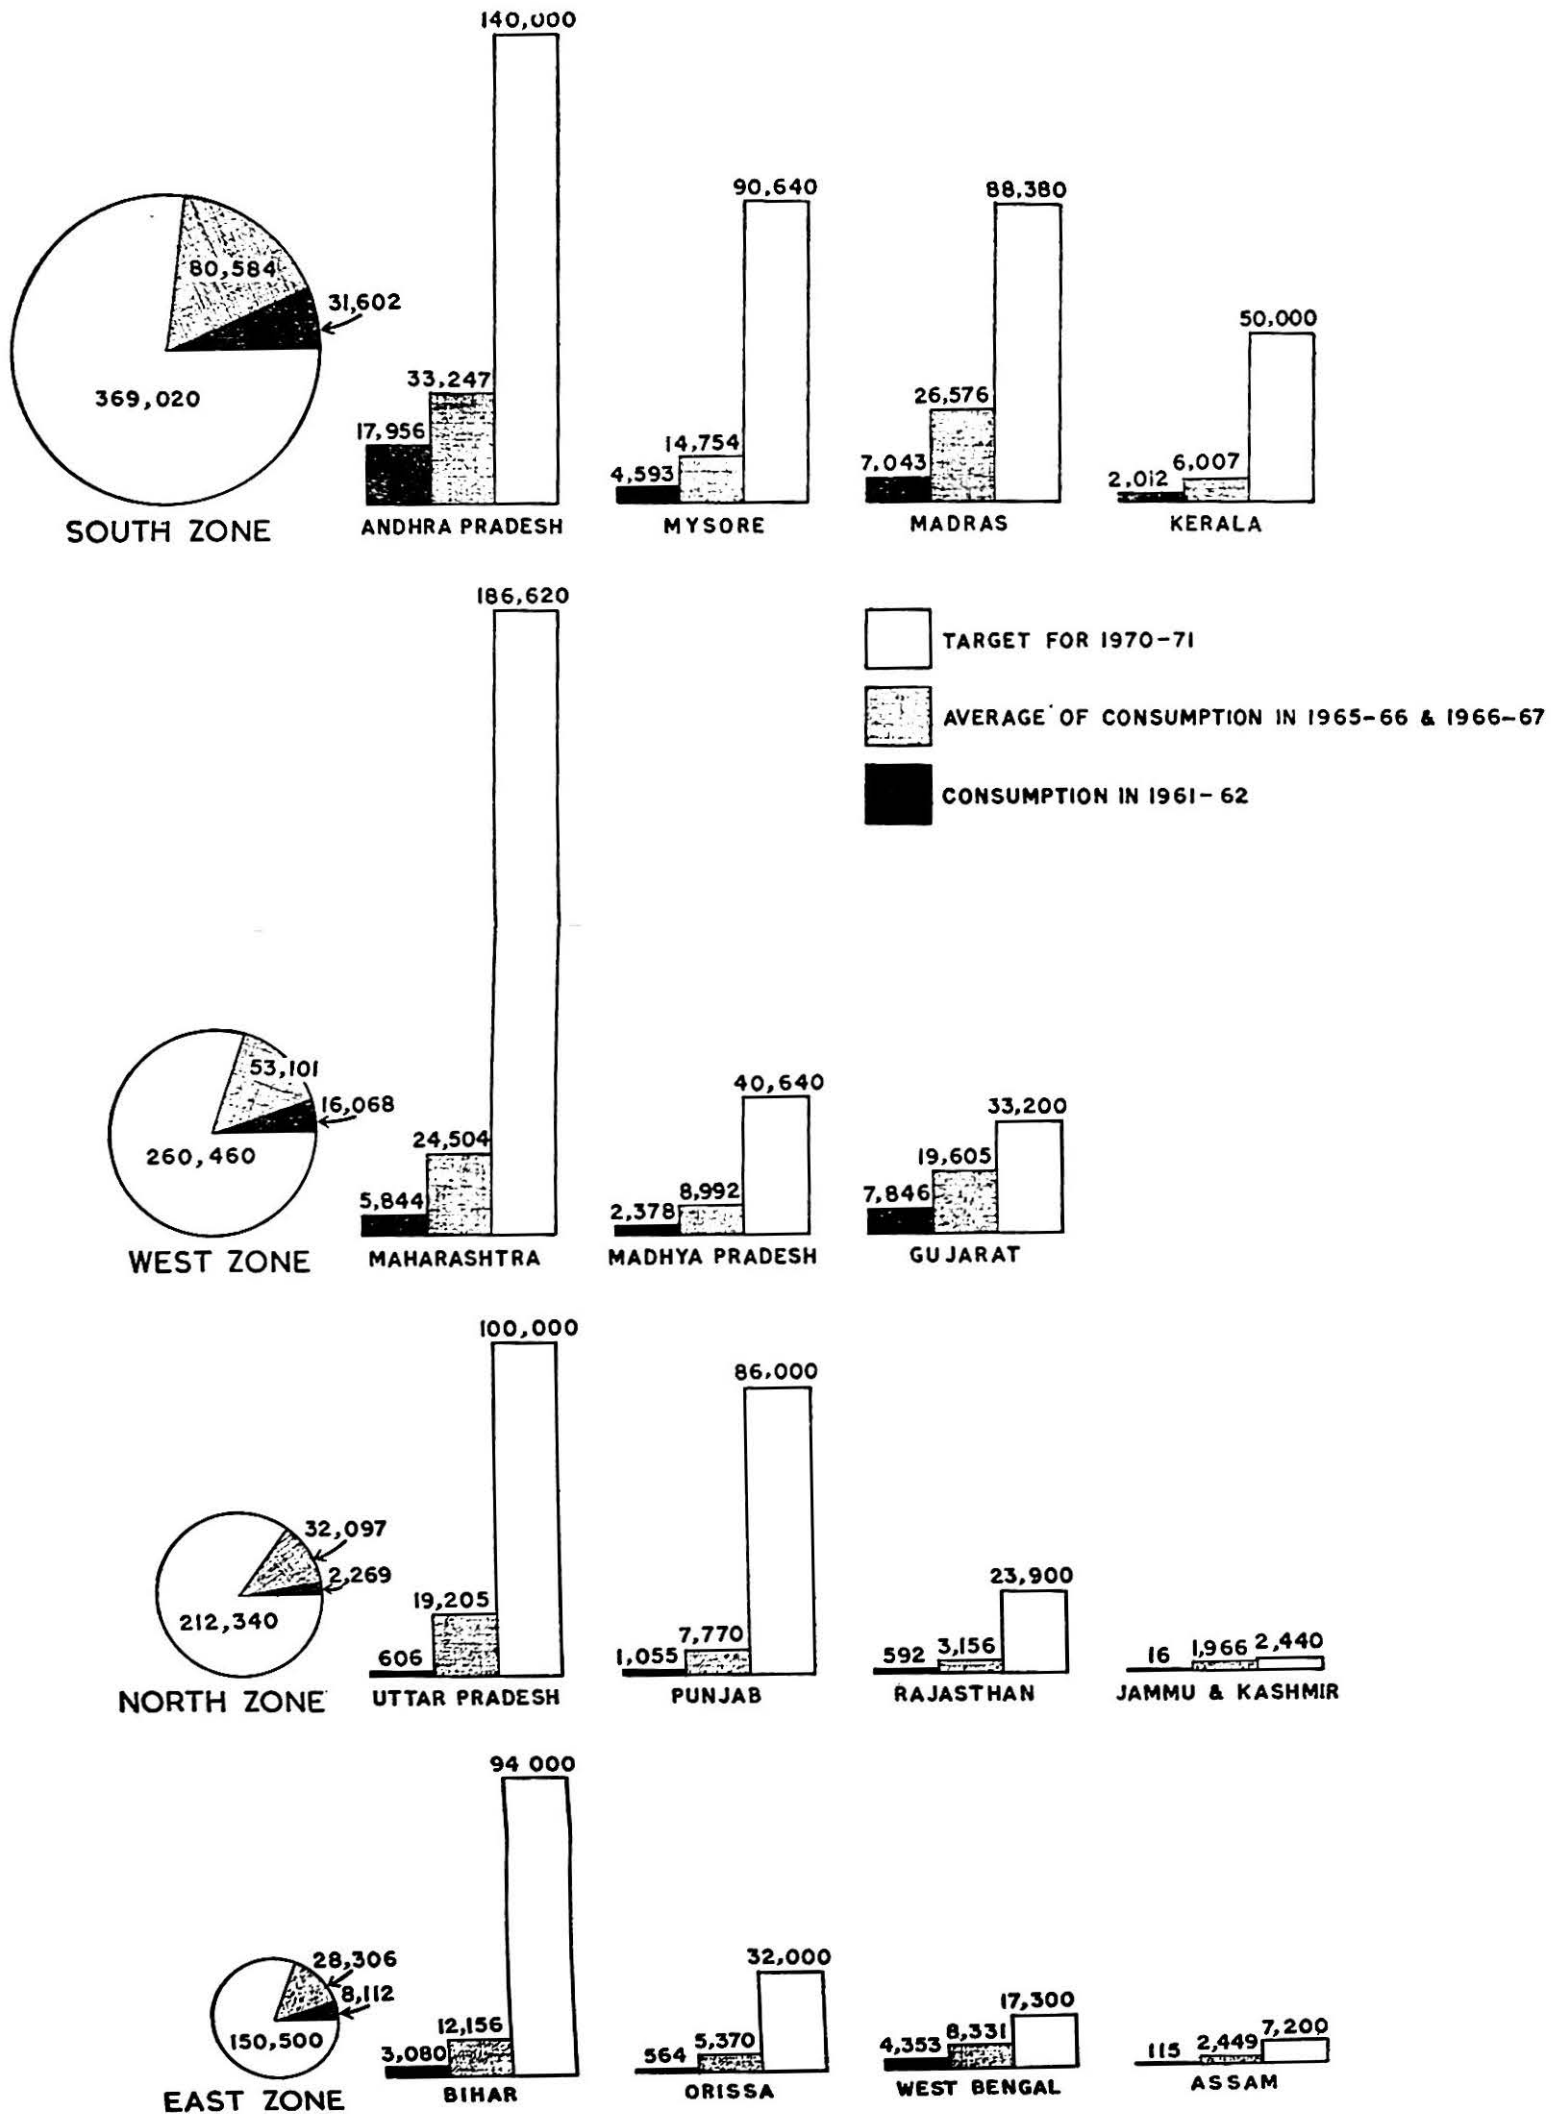 140,000
90,640
88,380
80,584
31,602
50,000
369,020
33,247
26,576
17,956
14,754
4,593
7,043
2,012
6,007
SOUTH ZONE
ANDHRA PRADESH
MYSORE
MADRAS
KERALA
186,620
TARGET FOR 1970-71
AVERAGE OF CONSUMPTION IN 1965-66 & 1966-67
CONSUMPTION IN 1961-62
53,101
16,068
260,460
40,640
33,200
24,504
19,605
5,844
2,378
8,992
7,846
WEST ZONE
MAHARASHTRA
MADHYA PRADESH
GUJARAT
100,000
86,000
32,097
2,269
212,340
23,900
19,205
606
1,055
7,770
592
3,156
16
1,966
2,440
NORTH ZONE
UTTAR PRADESH
PUNJAB
RAJASTHAN
JAMMU & KASHMIR
94 000
28,306
8,112
150,500
32,000
17,300
12,156
3,080
564
5,370
4,353
8,331
115
2,449
7,200
EAST ZONE
BIHAR
ORISSA
WEST BENGAL
ASSAM